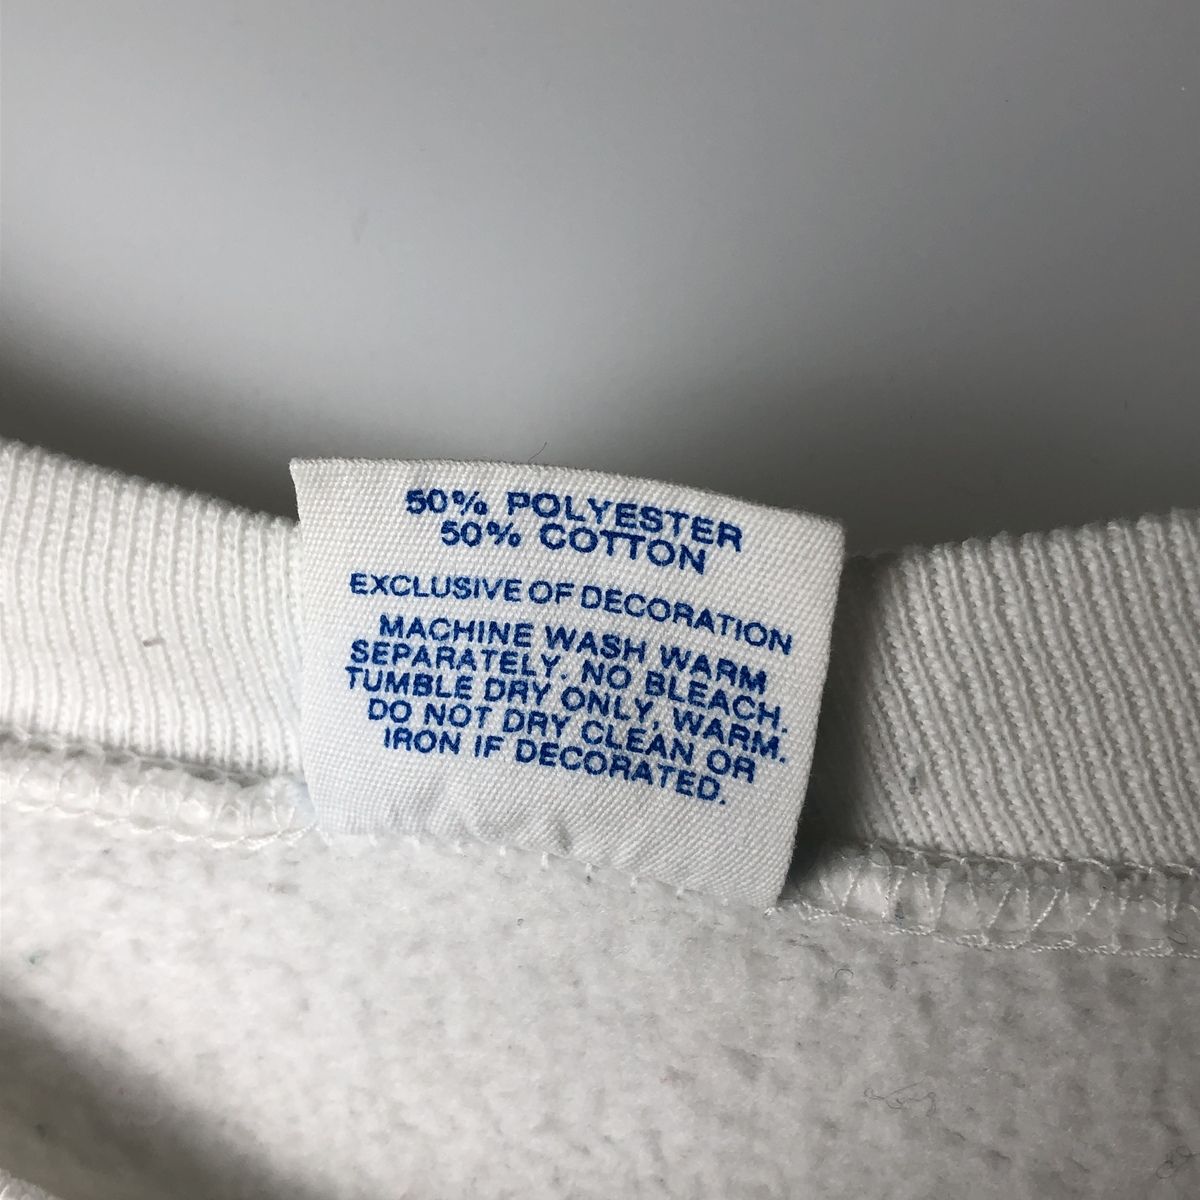 50% POLYESTER
50% COTTON
EXCLUSIVE OF DECORATION
MACHINE WASH WARM
SEPARATELY. NO BLEACH.
TUMBLE DRY ONLY, WARM.
DO NOT DRY CLEAN OR
IRON IF DECORATED.